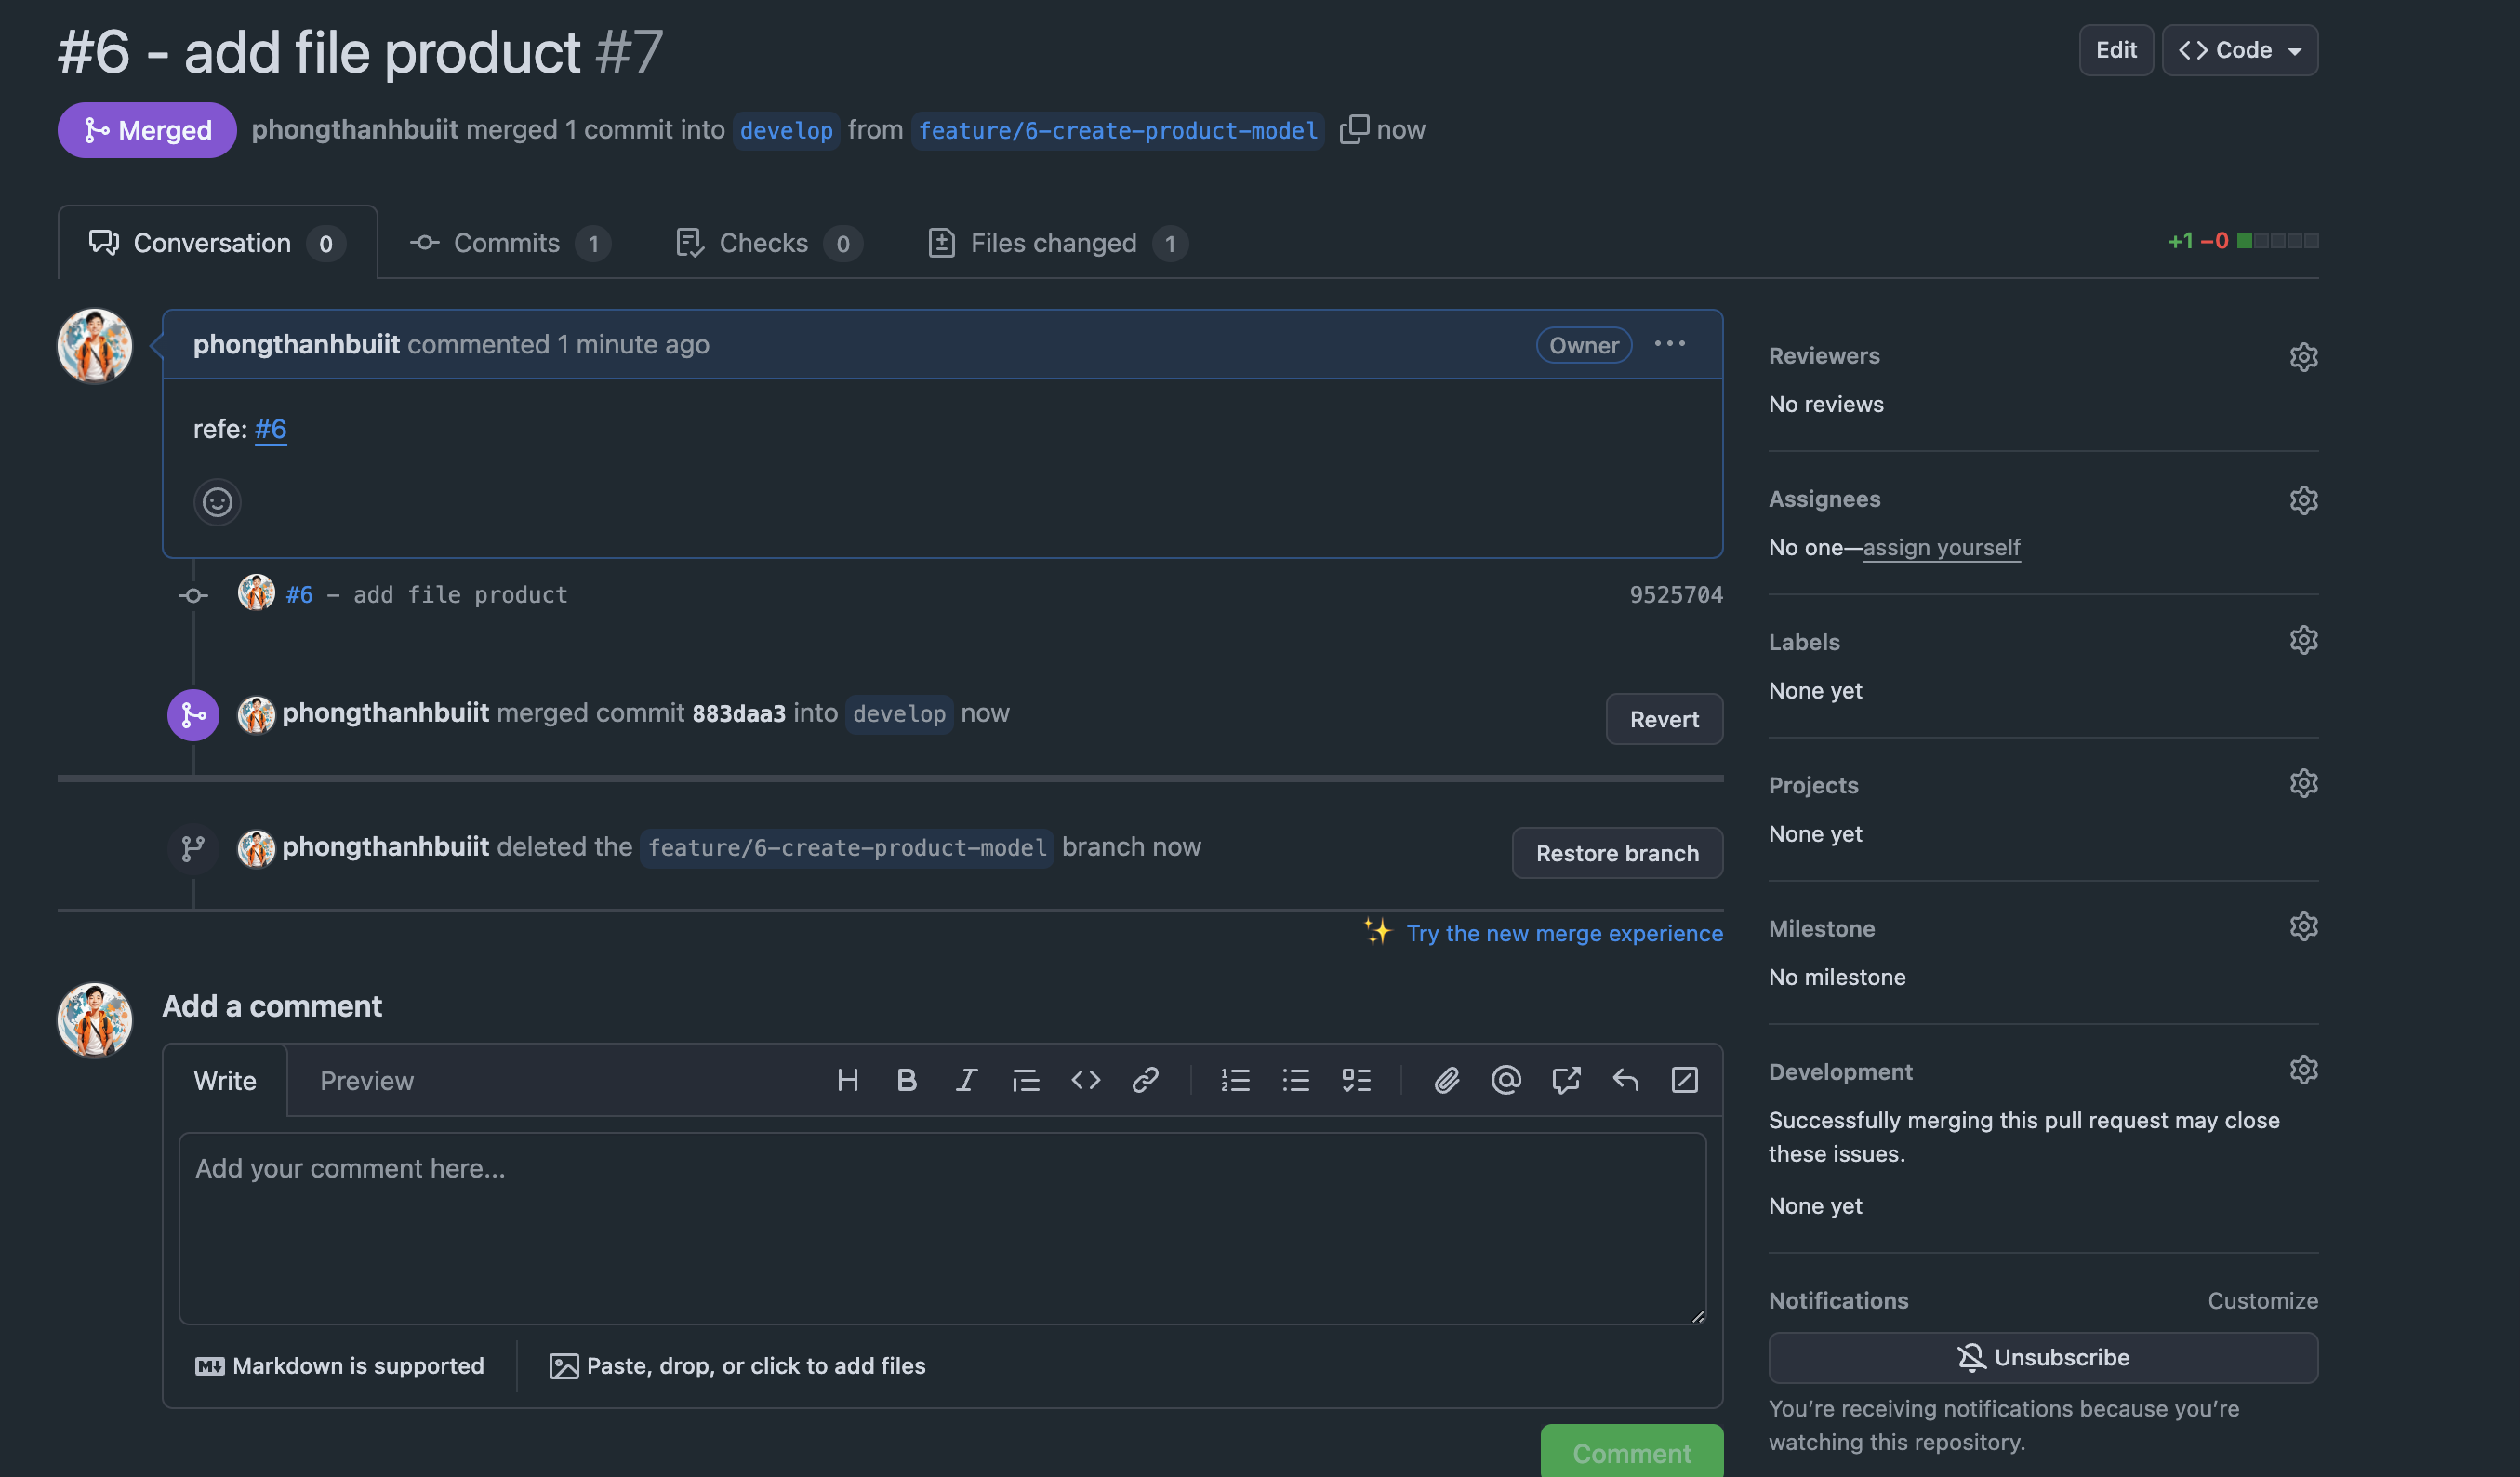 #6 - add file product #7
Edit
Code
Merged
phongthanhbuiit merged 1 commit into develop from feature/6-create-product-model now
Conversation 0
Commits 1
Checks 0
Files changed 1
+1 −0
phongthanhbuiit commented 1 minute ago
Owner
refe: #6
#6 - add file product
9525704
phongthanhbuiit merged commit 883daa3 into develop now
Revert
phongthanhbuiit deleted the feature/6-create-product-model branch now
Restore branch
Try the new merge experience
Add a comment
Write
Preview
Add your comment here...
Markdown is supported
Paste, drop, or click to add files
Comment
Reviewers
No reviews
Assignees
No one—assign yourself
Labels
None yet
Projects
None yet
Milestone
No milestone
Development
Successfully merging this pull request may close
these issues.
None yet
Notifications
Customize
Unsubscribe
You're receiving notifications because you're
watching this repository.